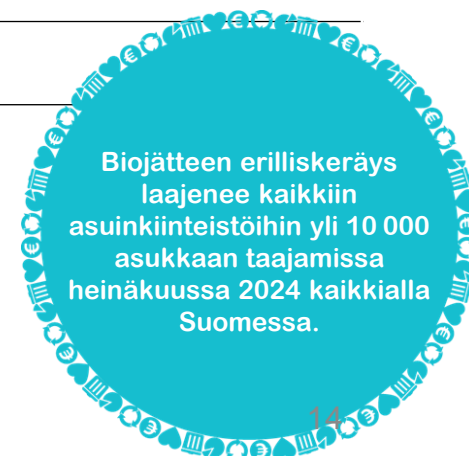 Biojätteen erilliskeräys
laajenee kaikkiin
asuinkiinteistöihin yli 10 000
asukkaan taajamissa
heinäkuussa 2024 kaikkialla
Suomessa.
14